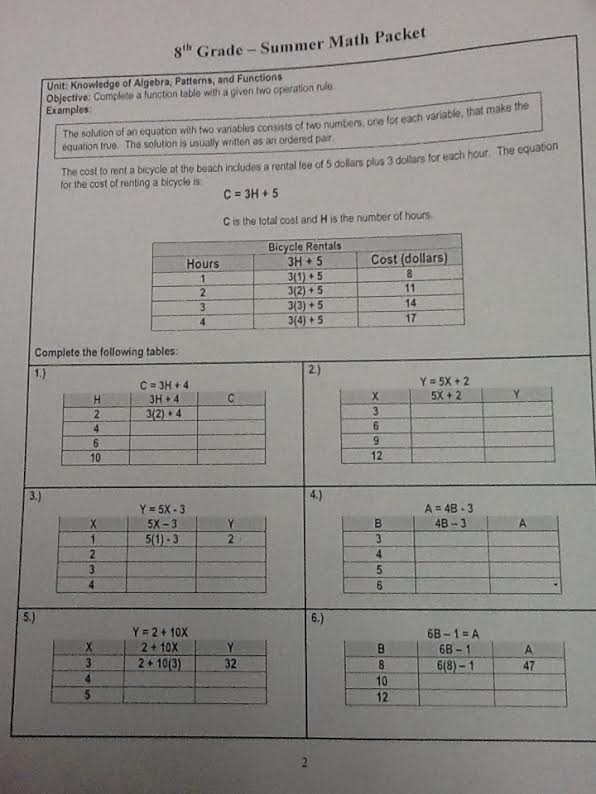 8th Grade – Summer Math Packet
Unit: Knowledge of Algebra, Patterns, and Functions
Objective: Complete a function table with a given two operation rule.
Examples:
The solution of an equation with two variables consists of two numbers, one for each variable, that make the
equation true. The solution is usually written as an ordered pair.
The cost to rent a bicycle at the beach includes a rental fee of 5 dollars plus 3 dollars for each hour. The equation
for the cost of renting a bicycle is:
C = 3H + 5
C is the total cost and H is the number of hours.
Bicycle Rentals
Hours 3H + 5 Cost (dollars)
1 3(1) + 5 8
2 3(2) + 5 11
3 3(3) + 5 14
4 3(4) + 5 17
Complete the following tables:
1.)
C = 3H + 4
H 3H + 4 C
2 3(2) + 4
4
6
10
2.)
Y = 5X + 2
X 5X + 2 Y
3
6
9
12
3.)
Y = 5X - 3
X 5X – 3 Y
1 5(1) - 3 2
2
3
4
4.)
A = 4B - 3
B 4B – 3 A
3
4
5
6
5.)
Y = 2 + 10X
X 2 + 10X Y
3 2 + 10(3) 32
4
5
6.)
6B – 1 = A
B 6B – 1 A
8 6(8) – 1 47
10
12
2